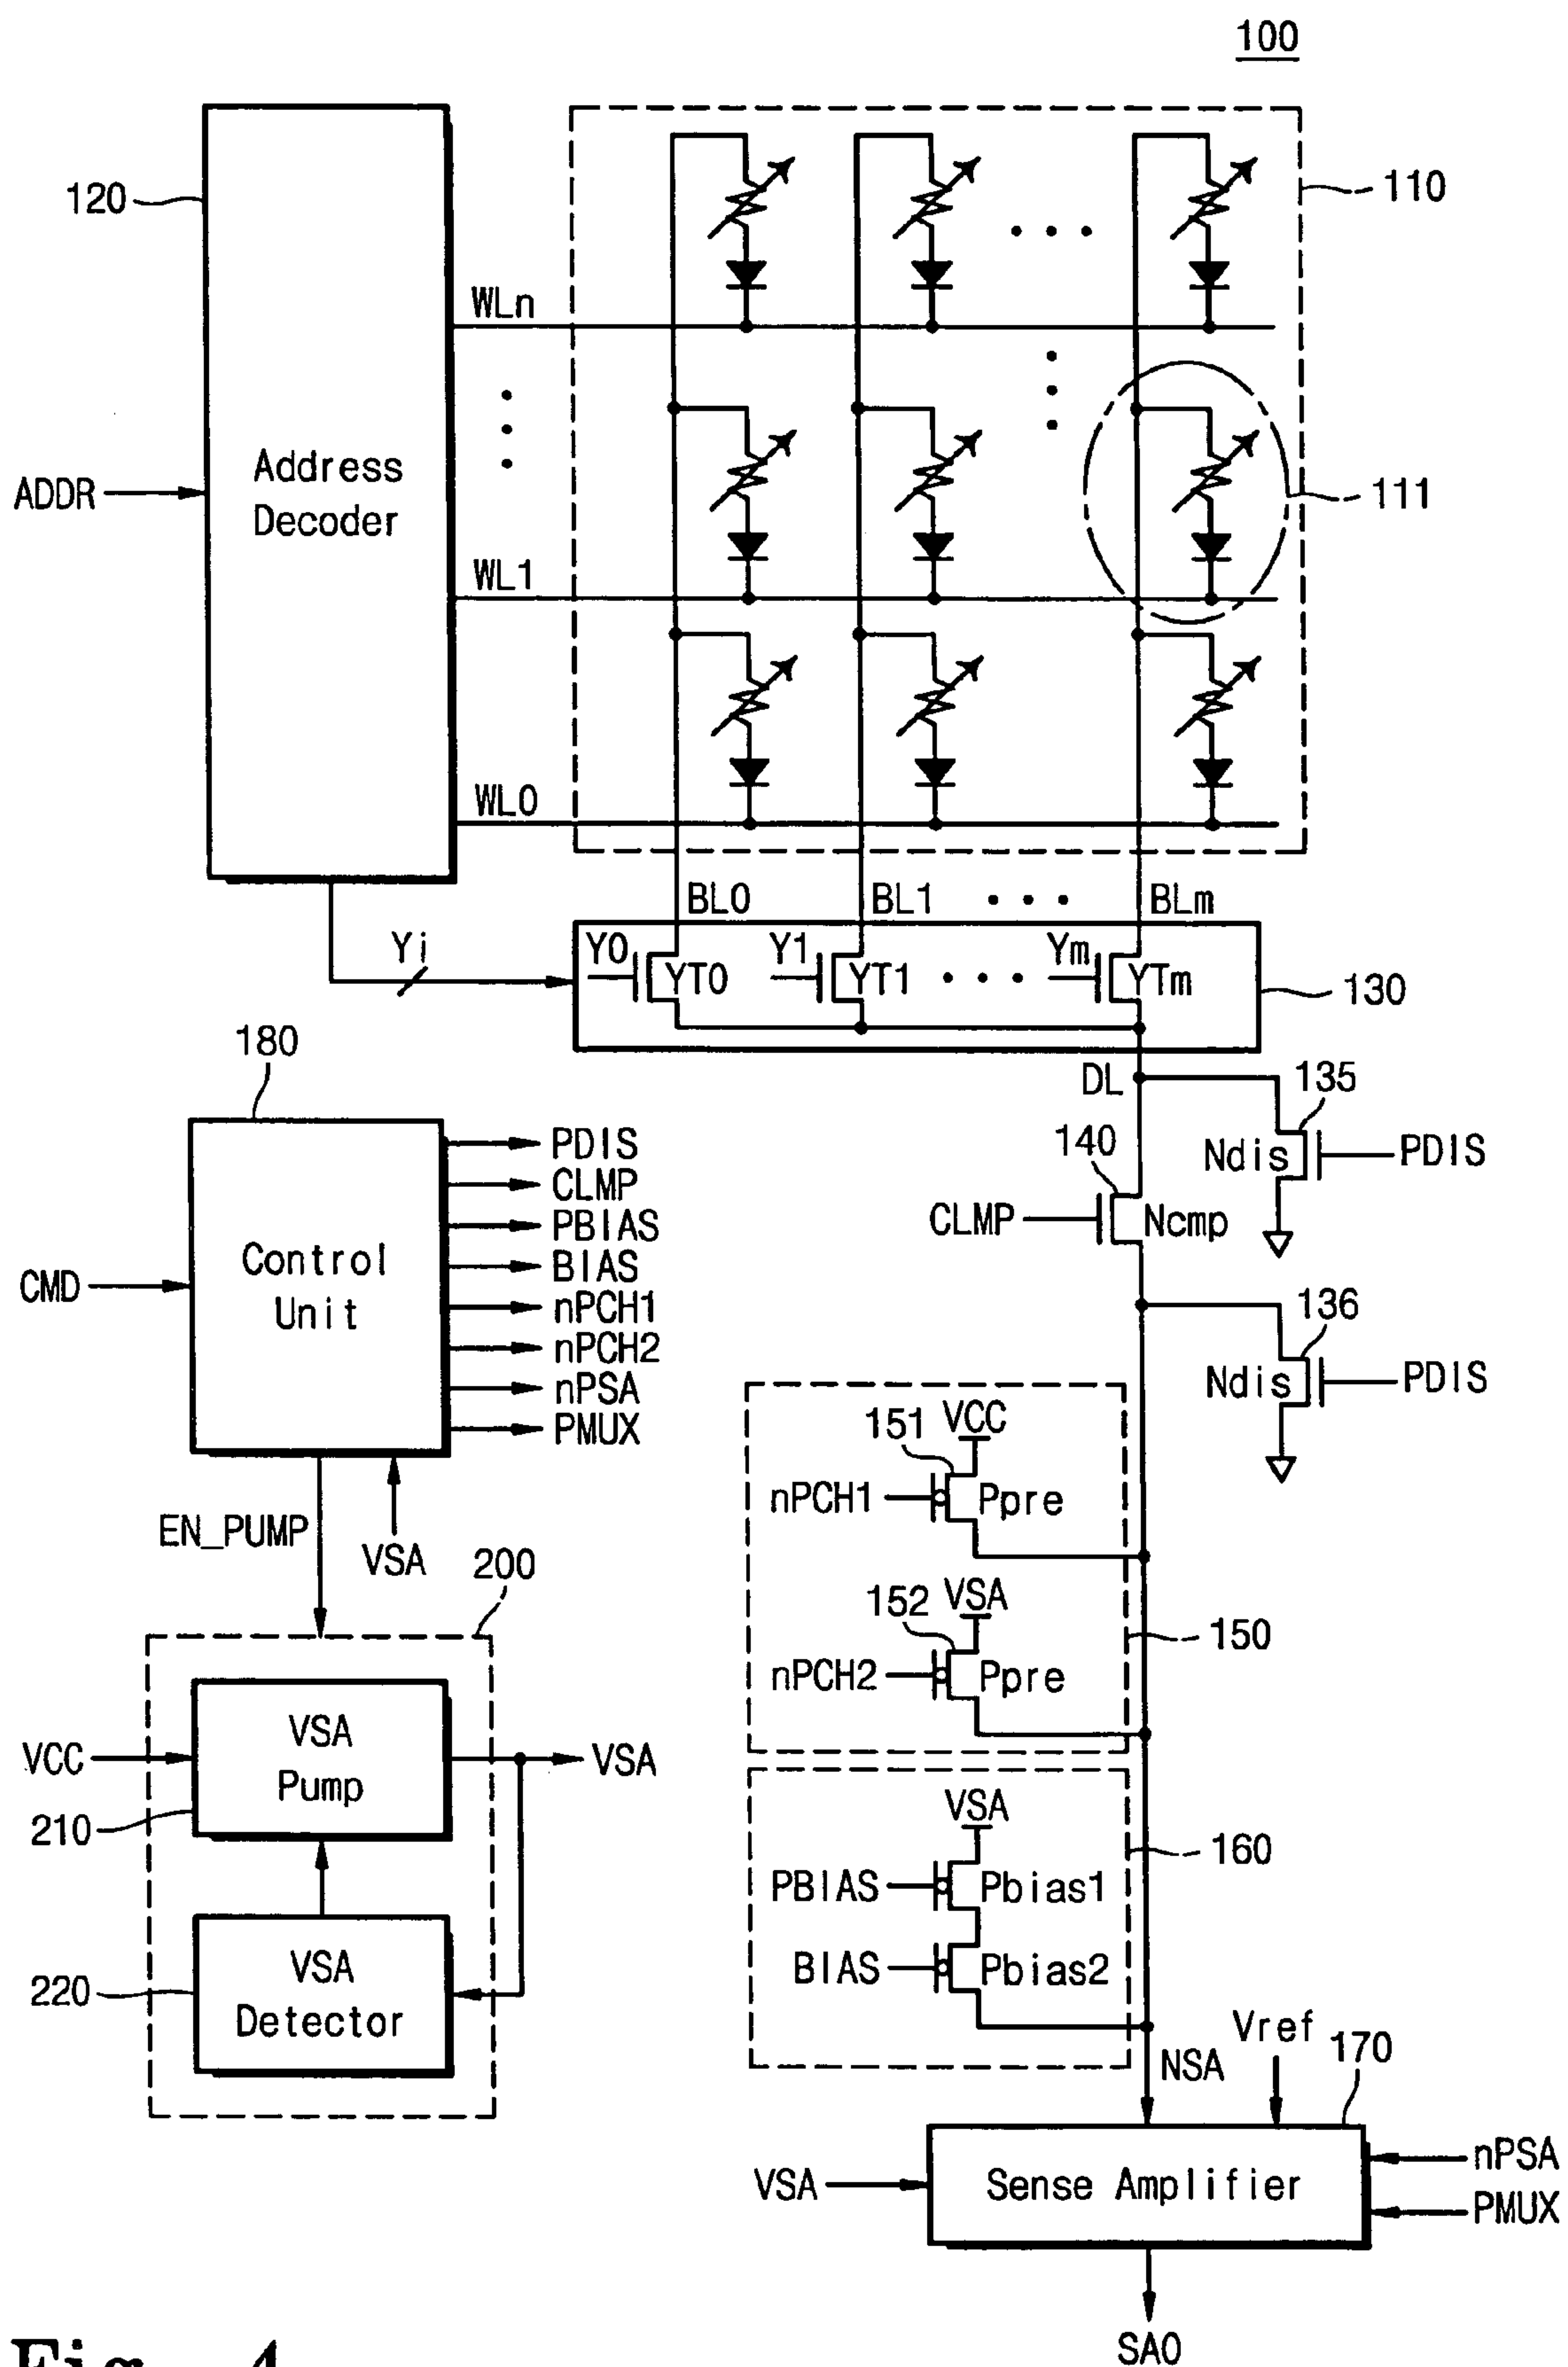 100
120
110
WLn
ADDR
Address
Decoder
111
WL1
WL0
BL0
BL1
BLm
Yi
Y0
YT0
Y1
YT1
Ym
YTm
130
180
DL
135
Ndis
PDIS
140
CLMP
Ncmp
CMD
Control
Unit
PDIS
CLMP
PBIAS
BIAS
nPCH1
nPCH2
nPSA
PMUX
136
Ndis
PDIS
EN_PUMP
VSA
200
151
VCC
nPCH1
Ppre
152
VSA
nPCH2
Ppre
150
VCC
VSA
Pump
VSA
210
220
VSA
Detector
VSA
PBIAS
Pbias1
160
BIAS
Pbias2
NSA
Vref
170
VSA
Sense Amplifier
nPSA
PMUX
SAO
Fig. 4